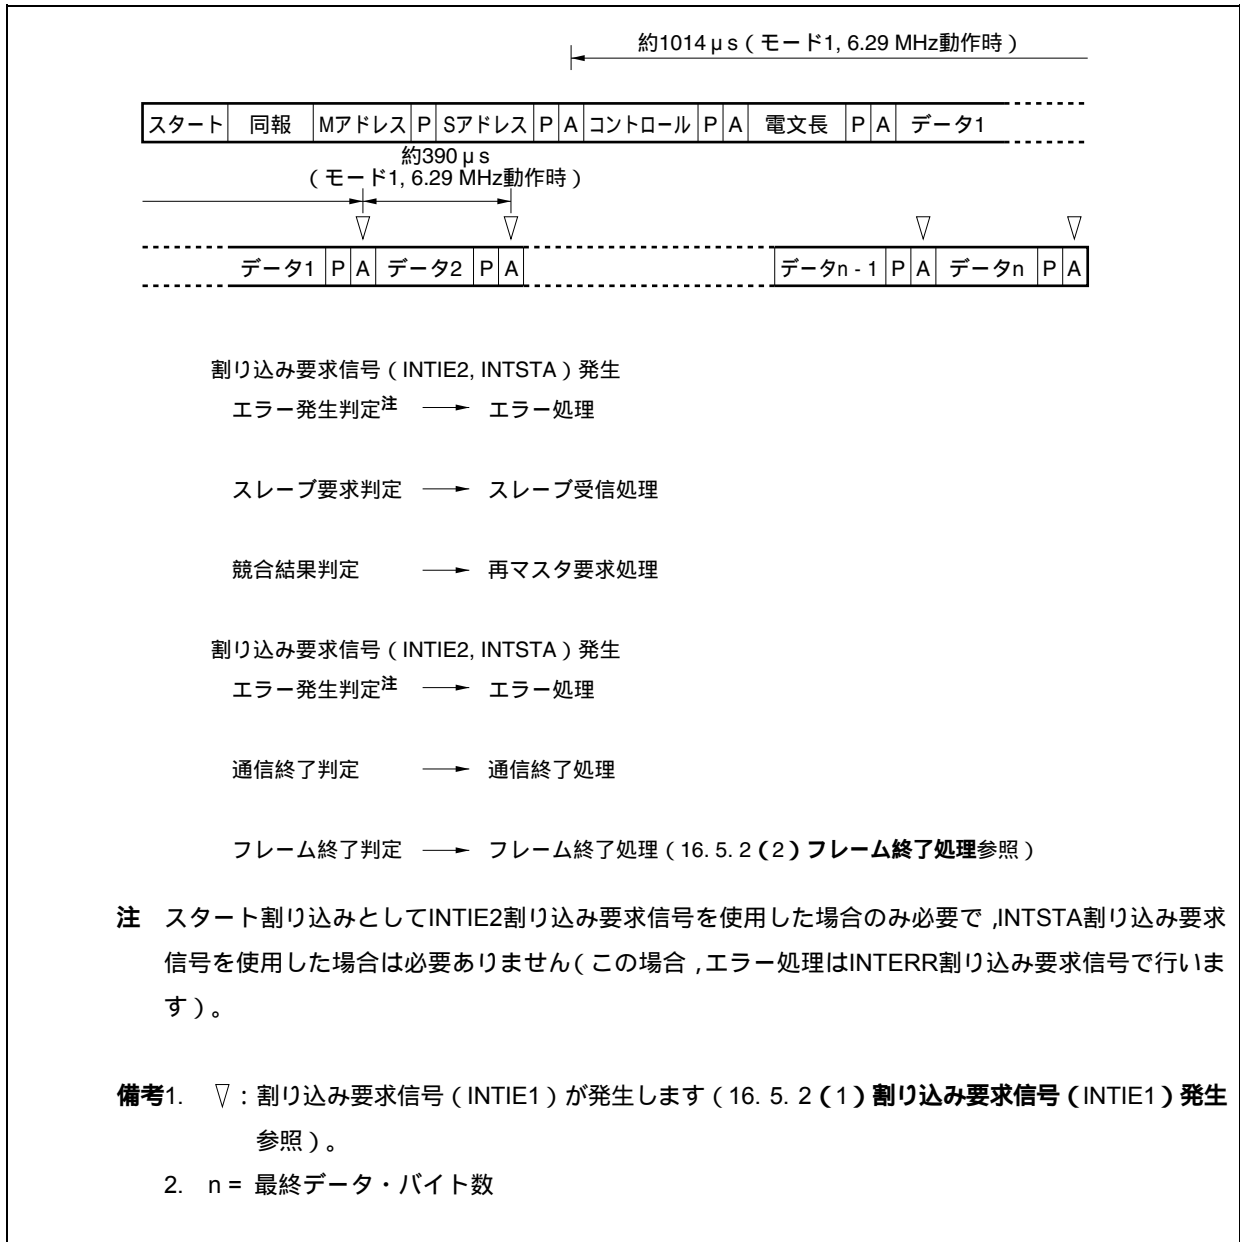 約1014μs（モード1, 6.29 MHz動作時）
スタート 同報 Mアドレス P Sアドレス P A コントロール P A 電文長 P A データ1
約390μs
（モード1, 6.29 MHz動作時）
▽ ▽ ▽ ▽
データ1 P A データ2 P A データn - 1 P A データn P A
割り込み要求信号（INTIE2, INTSTA）発生
エラー発生判定注 → エラー処理
スレーブ要求判定 → スレーブ受信処理
競合結果判定 → 再マスタ要求処理
割り込み要求信号（INTIE2, INTSTA）発生
エラー発生判定注 → エラー処理
通信終了判定 → 通信終了処理
フレーム終了判定 → フレーム終了処理（16. 5. 2（2）フレーム終了処理参照）
注 スタート割り込みとしてINTIE2割り込み要求信号を使用した場合のみ必要で，INTSTA割り込み要求
信号を使用した場合は必要ありません（この場合，エラー処理はINTERR割り込み要求信号で行いま
す）。
備考1. ▽：割り込み要求信号（INTIE1）が発生します（16. 5. 2（1）割り込み要求信号（INTIE1）発生
参照）。
2. n = 最終データ・バイト数